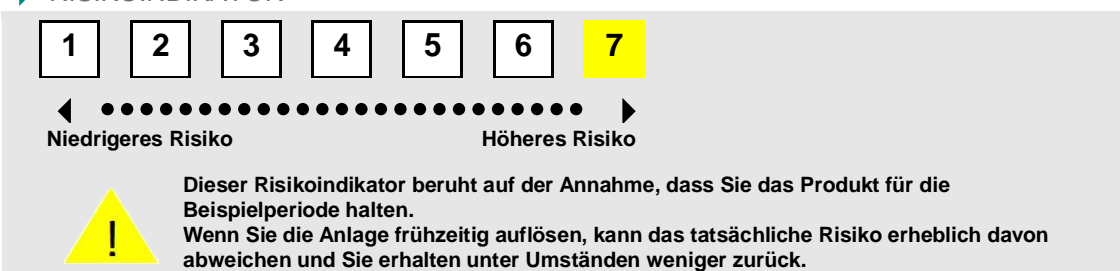 1 2 3 4 5 6 7
Niedrigeres Risiko Höheres Risiko
Dieser Risikoindikator beruht auf der Annahme, dass Sie das Produkt für die
Beispielperiode halten.
Wenn Sie die Anlage frühzeitig auflösen, kann das tatsächliche Risiko erheblich davon
abweichen und Sie erhalten unter Umständen weniger zurück.
!